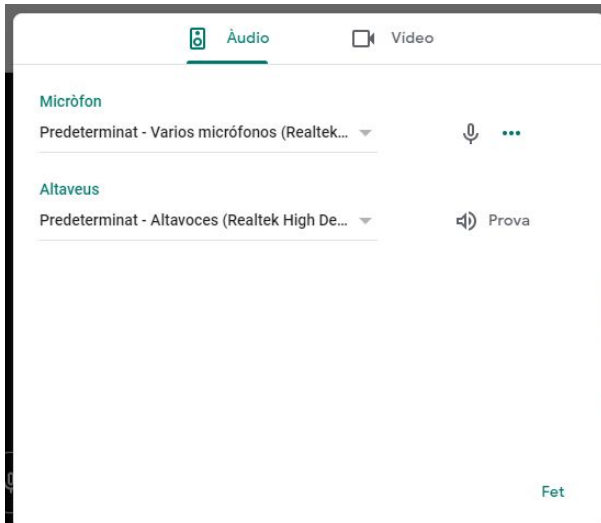 Àudio
Vídeo
Micròfon
Predeterminat - Varios micrófonos (Realtek...
Altaveus
Predeterminat - Altavoces (Realtek High De...
Prova
Fet